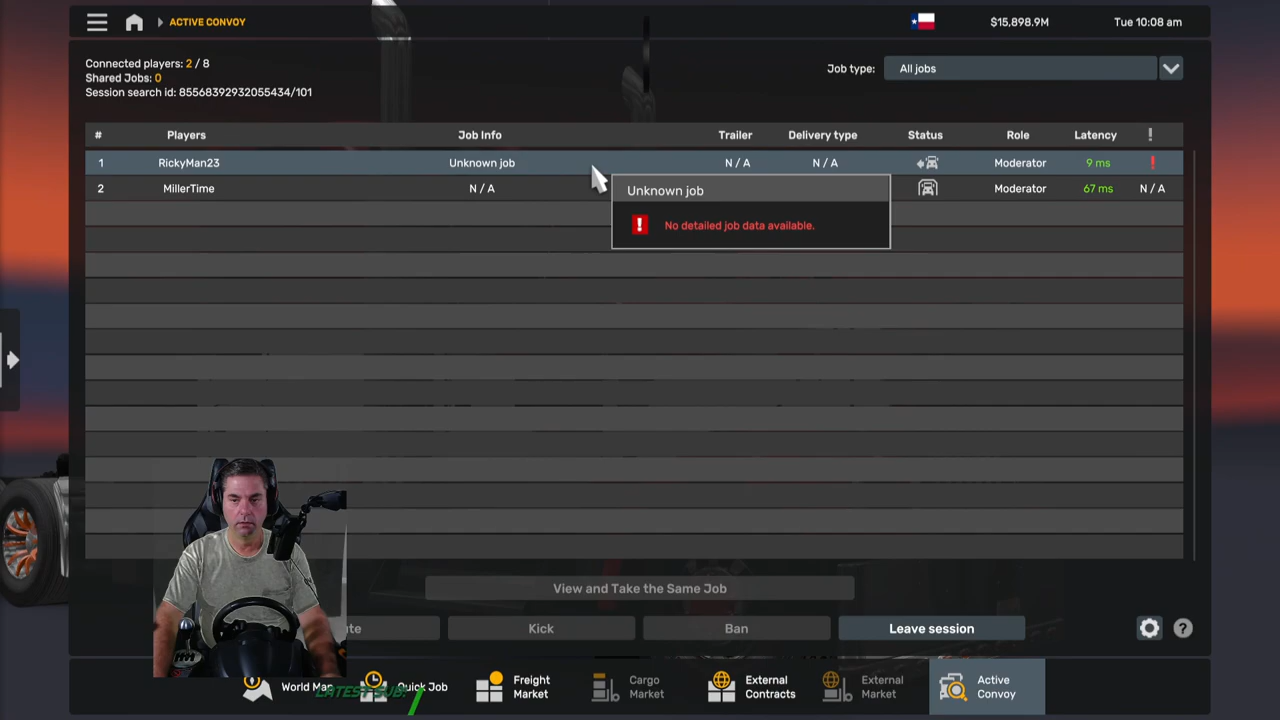 ACTIVE CONVOY
$15,898.9M
Tue 10:08 am
Connected players: 2 / 8
Shared Jobs: 0
Session search id: 85568392932055434/101
Job type:
All jobs
# Players Job Info Trailer Delivery type Status Role Latency !
1 RickyMan23 Unknown job N / A N / A Moderator 9 ms !
2 MillerTime N / A Moderator 67 ms N / A
Unknown job
! No detailed job data available.
View and Take the Same Job
Kick
Ban
Leave session
?
World Map
Quick Job
Freight Market
Cargo Market
External Contracts
External Market
Active Convoy
LATEST SUB: